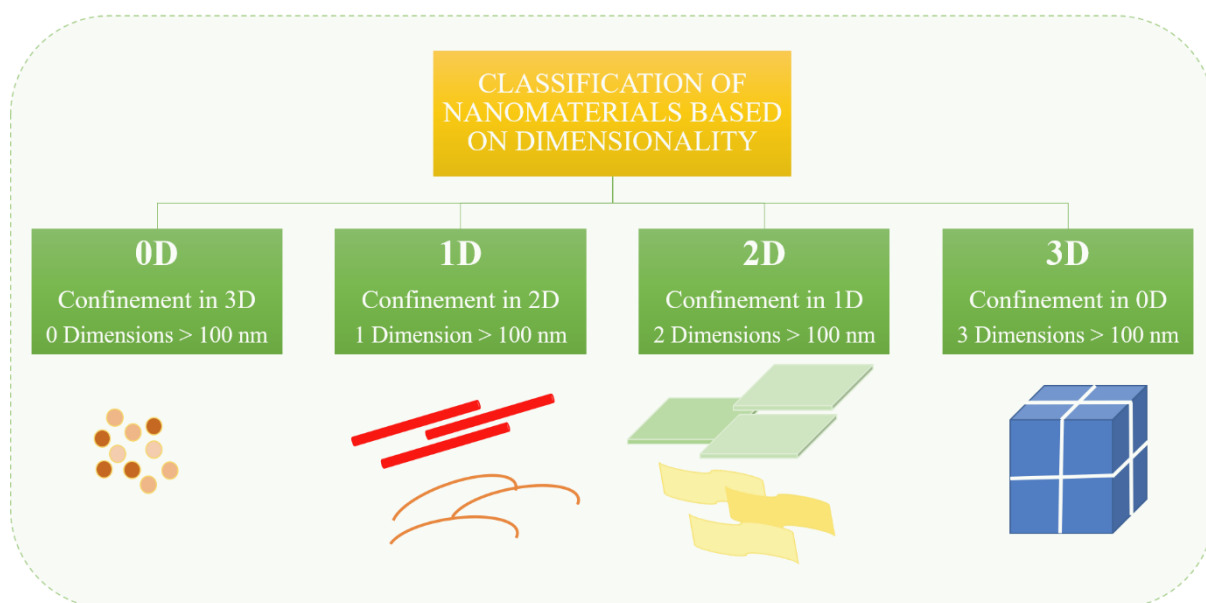 CLASSIFICATION OF
NANOMATERIALS BASED
ON DIMENSIONALITY
0D
Confinement in 3D
0 Dimensions > 100 nm
1D
Confinement in 2D
1 Dimension > 100 nm
2D
Confinement in 1D
2 Dimensions > 100 nm
3D
Confinement in 0D
3 Dimensions > 100 nm